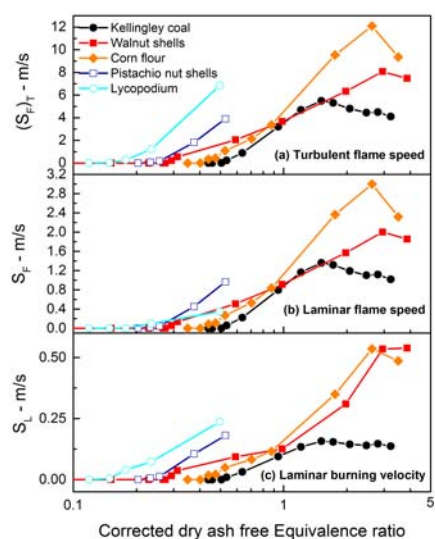 12
10
8
6
4
2
0
(S_F)_T - m/s
Kellingley coal
Walnut shells
Corn flour
Pistachio nut shells
Lycopodium
(a) Turbulent flame speed
3.2
2.8
2.4
2.0
1.6
1.2
0.8
0.4
0.0
S_F - m/s
(b) Laminar flame speed
0.50
0.25
0.00
S_L - m/s
(c) Laminar burning velocity
0.1 1 5
Corrected dry ash free Equivalence ratio